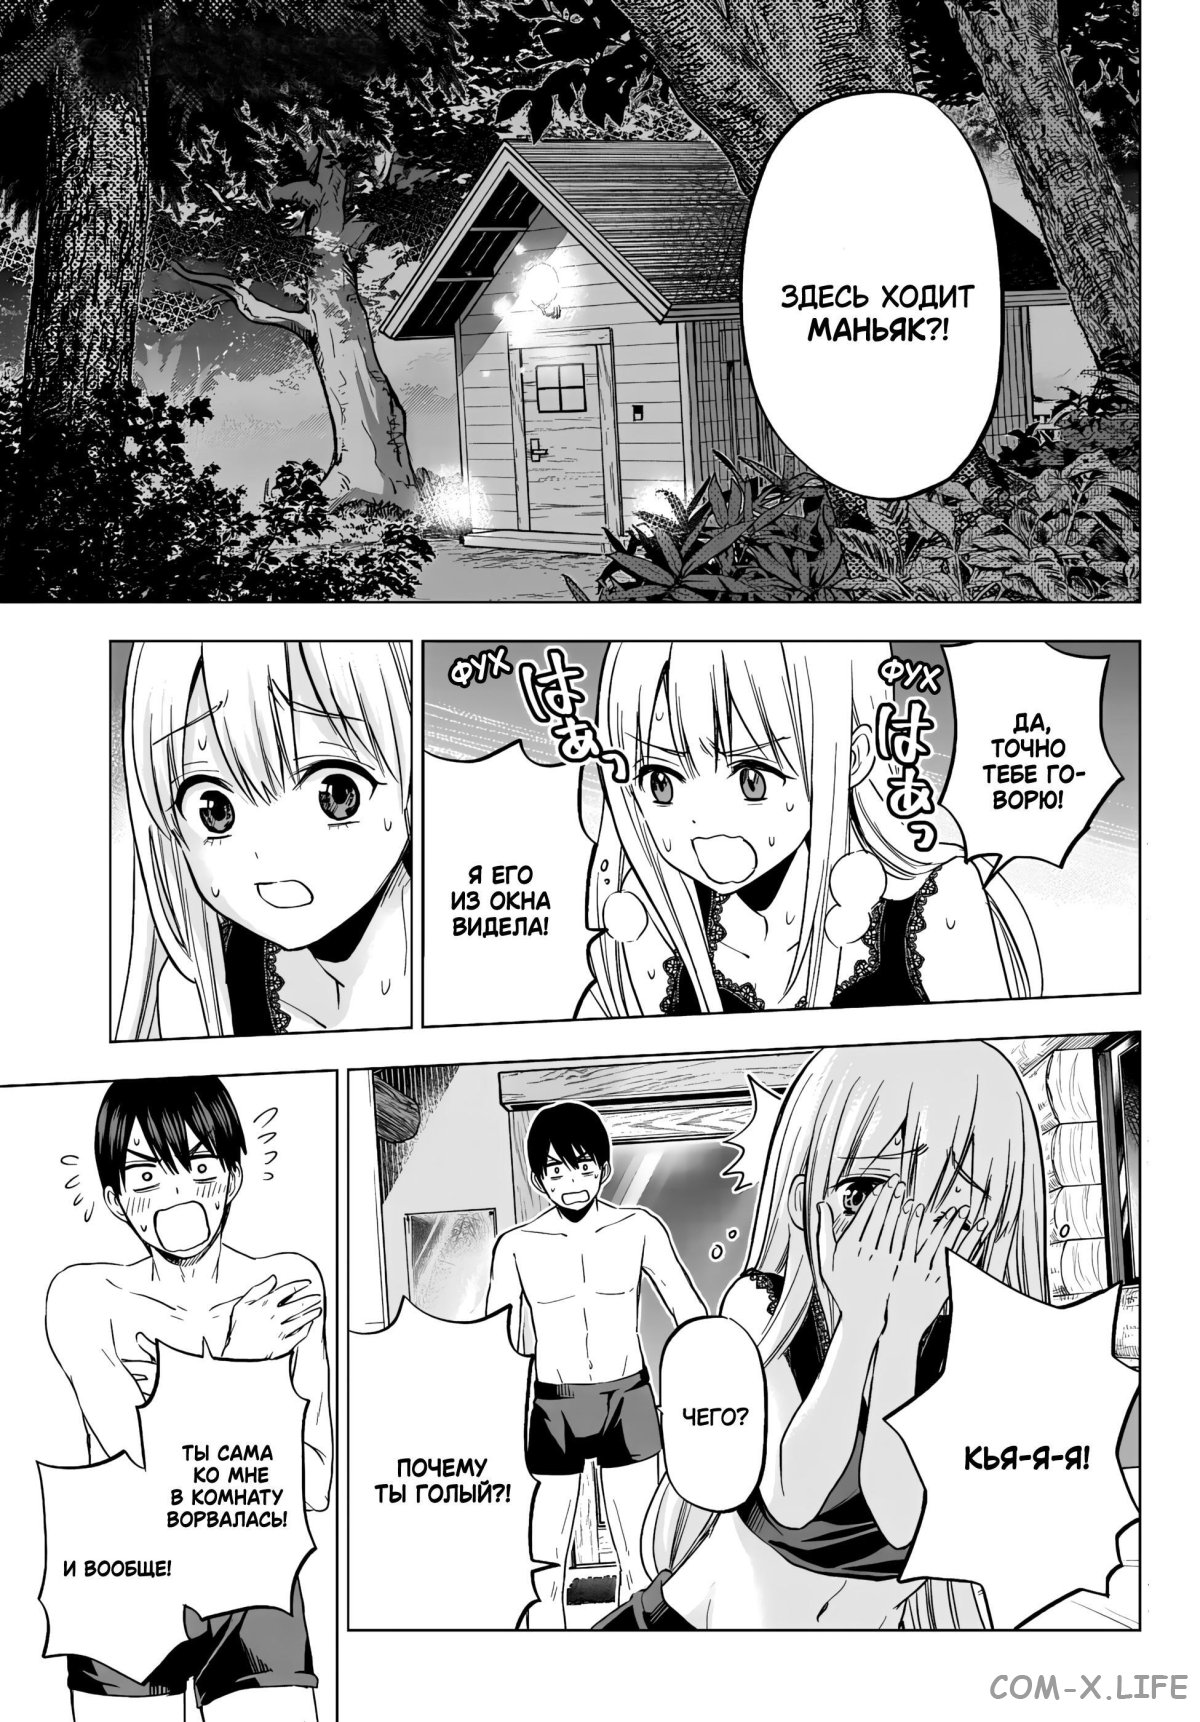 ЗДЕСЬ ХОДИТ
МАНЬЯК?!
ДА,
ТОЧНО
ТЕБЕ ГО-
ВОРЮ!
ФУХ
はあっ
ФУХ
はあっ
Я ЕГО
ИЗ ОКНА
ВИДЕЛА!
КЬЯ-Я-Я!
ЧЕГО?
ПОЧЕМУ
ТЫ ГОЛЫЙ?!
ТЫ САМА
КО МНЕ
В КОМНАТУ
ВОРВАЛАСЬ!
И ВООБЩЕ!
COM-X.LIFE